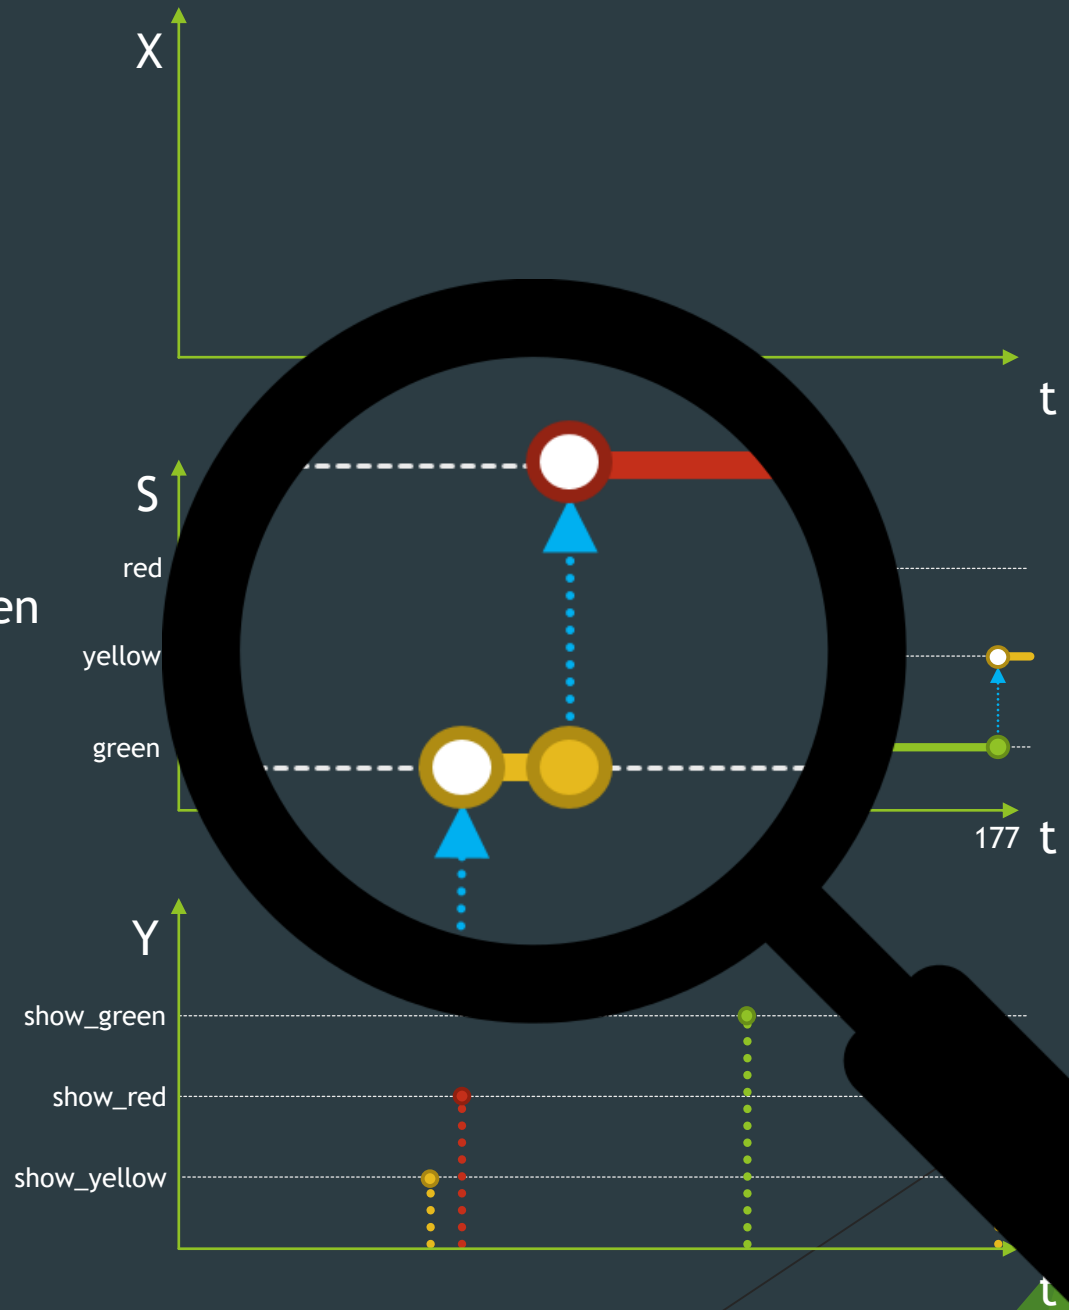 X
t
S
red
en
yellow
green
177
t
Y
show_green
show_red
show_yellow
t